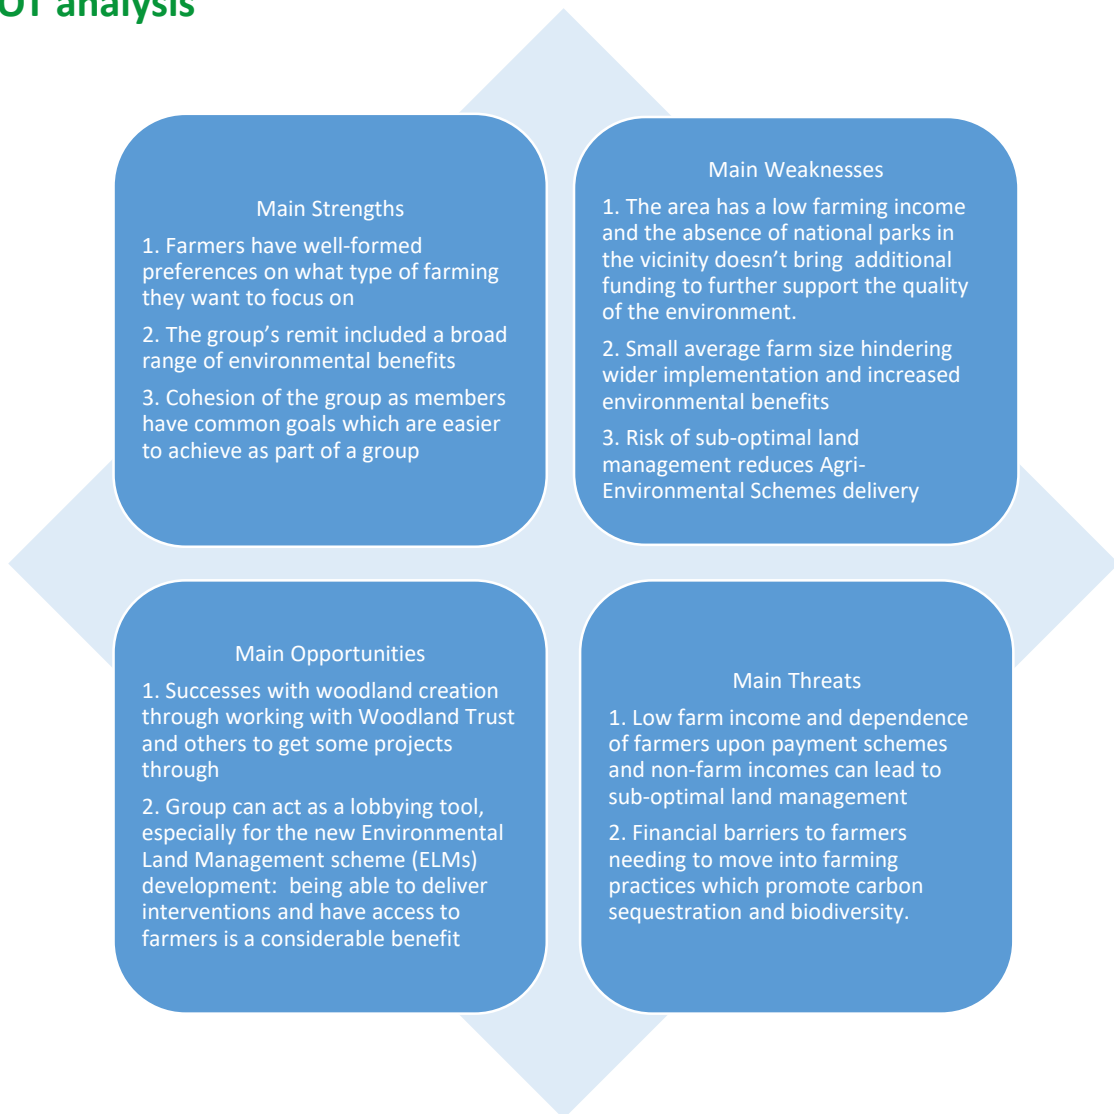 OT analysis
Main Strengths
1. Farmers have well-formed
preferences on what type of farming
they want to focus on
2. The group’s remit included a broad
range of environmental benefits
3. Cohesion of the group as members
have common goals which are easier
to achieve as part of a group
Main Weaknesses
1. The area has a low farming income
and the absence of national parks in
the vicinity doesn’t bring  additional
funding to further support the quality
of the environment.
2. Small average farm size hindering
wider implementation and increased
environmental benefits
3. Risk of sub-optimal land
management reduces Agri-
Environmental Schemes delivery
Main Opportunities
1. Successes with woodland creation
through working with Woodland Trust
and others to get some projects
through
2. Group can act as a lobbying tool,
especially for the new Environmental
Land Management scheme (ELMs)
development:  being able to deliver
interventions and have access to
farmers is a considerable benefit
Main Threats
1. Low farm income and dependence
of farmers upon payment schemes
and non-farm incomes can lead to
sub-optimal land management
2. Financial barriers to farmers
needing to move into farming
practices which promote carbon
sequestration and biodiversity.